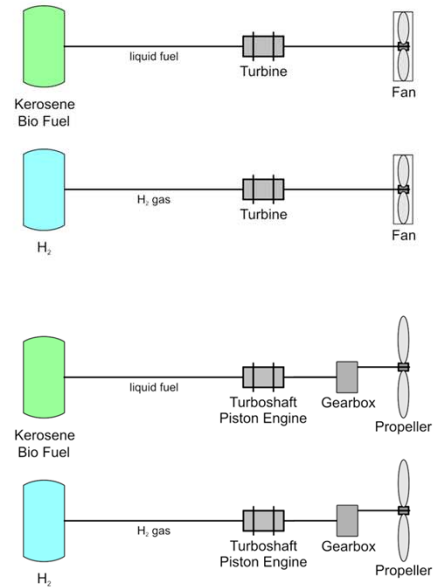 liquid fuel
Turbine
Fan
Kerosene
Bio Fuel
H₂ gas
Turbine
Fan
H₂
liquid fuel
Turboshaft
Piston Engine
Gearbox
Propeller
Kerosene
Bio Fuel
H₂ gas
Turboshaft
Piston Engine
Gearbox
Propeller
H₂